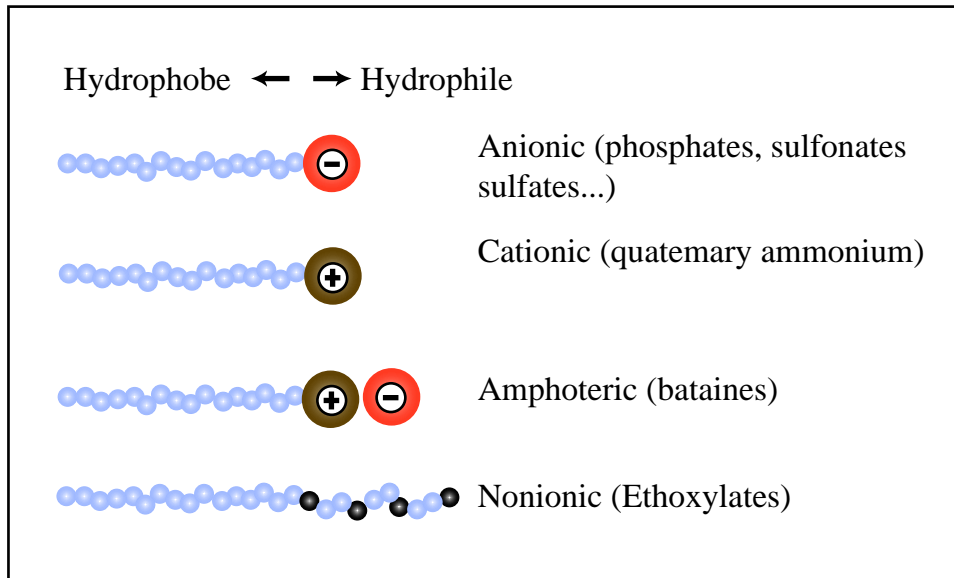 Hydrophobe ← → Hydrophile
Anionic (phosphates, sulfonates
sulfates...)
Cationic (quatemary ammonium)
Amphoteric (bataines)
Nonionic (Ethoxylates)